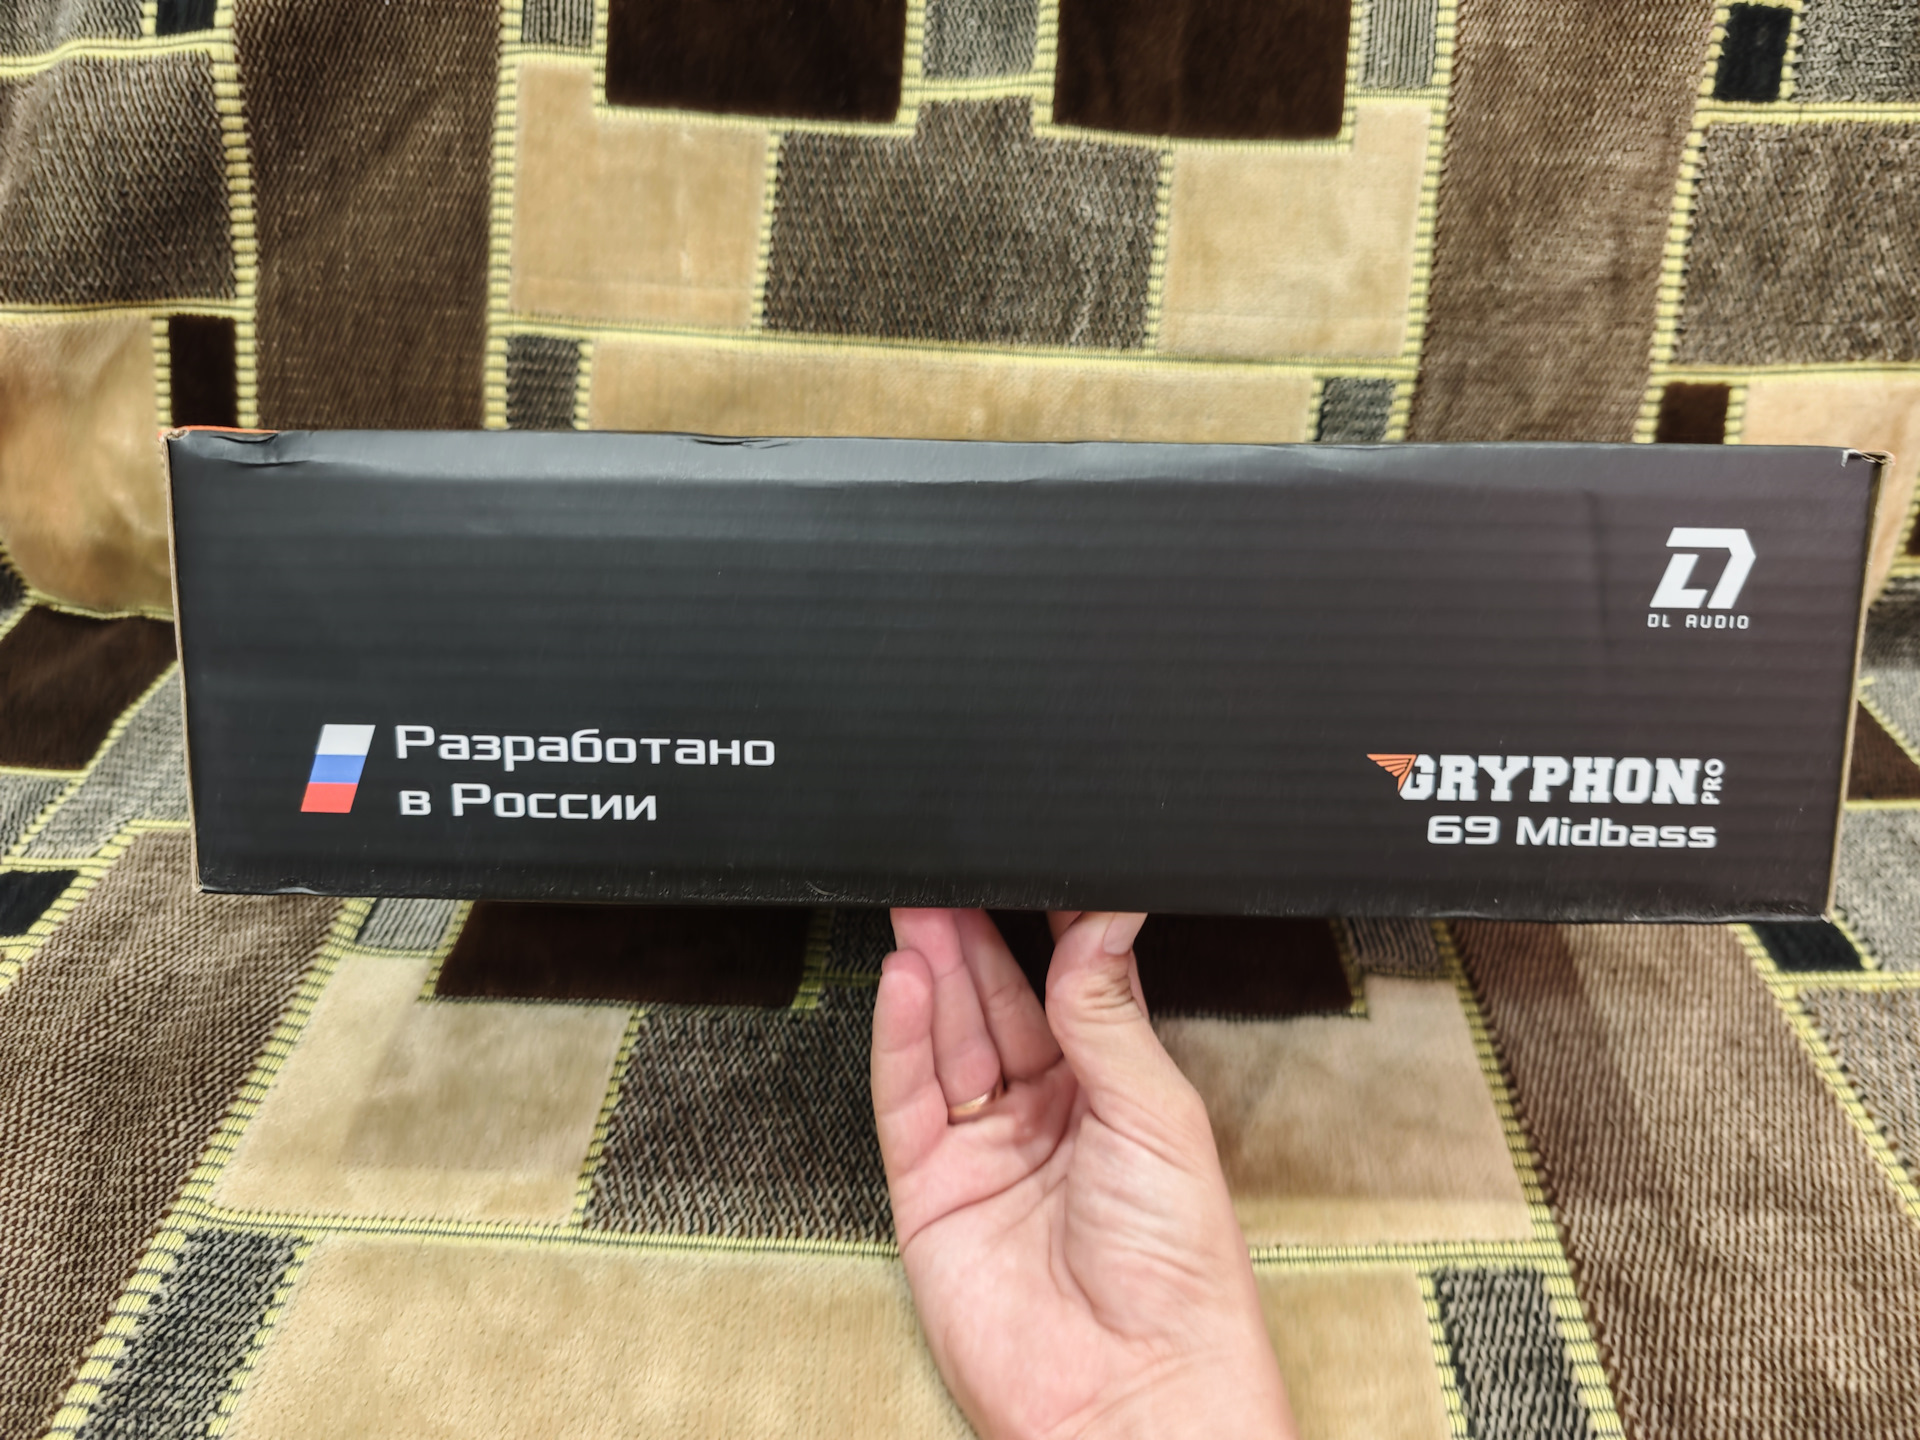 DL AUDIO
Разработано
в России
GRYPHON PRO
69 Midbass